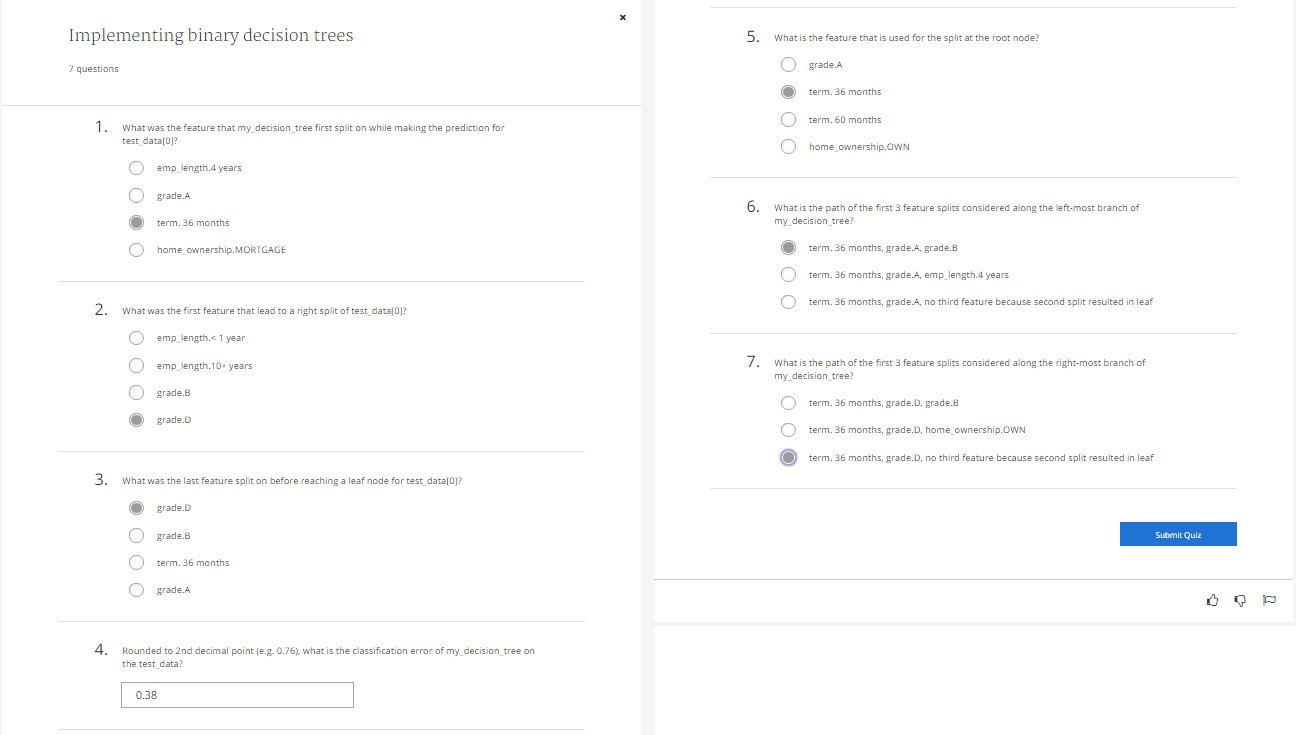 ×
Implementing binary decision trees
7 questions
1. What was the feature that my_decision_tree first split on while making the prediction for
test_data[0]?
emp_length.4 years
grade.A
term. 36 months
home_ownership.MORTGAGE
2. What was the first feature that lead to a right split of test_data[0]?
emp_length.< 1 year
emp_length.10+ years
grade.B
grade.D
3. What was the last feature split on before reaching a leaf node for test_data[0]?
grade.D
grade.B
term. 36 months
grade.A
4. Rounded to 2nd decimal point (e.g. 0.76), what is the classification error of my_decision_tree on
the test_data?
0.38
5. What is the feature that is used for the split at the root node?
grade.A
term. 36 months
term. 60 months
home_ownership.OWN
6. What is the path of the first 3 feature splits considered along the left-most branch of
my_decision_tree?
term. 36 months, grade.A, grade.B
term. 36 months, grade.A, emp_length.4 years
term. 36 months, grade.A, no third feature because second split resulted in leaf
7. What is the path of the first 3 feature splits considered along the right-most branch of
my_decision_tree?
term. 36 months, grade.D, grade.B
term. 36 months, grade.D, home_ownership.OWN
term. 36 months, grade.D, no third feature because second split resulted in leaf
Submit Quiz